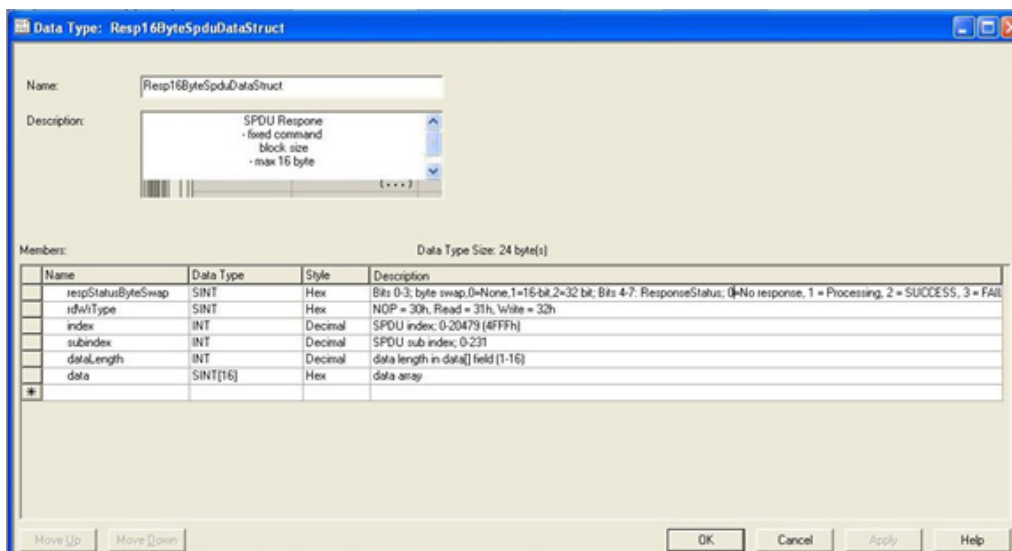 Data Type: Resp16ByteSpduDataStruct
Name: Resp16ByteSpduDataStruct
Description: SPDU Respone
- fixed command
block size
- max 16 byte
{...}
Members: Data Type Size: 24 byte(s)
Name Data Type Style Description
respStatusByteSwap SINT Hex Bits 0-3; byte swap,0=None,1=16-bit,2=32 bit; Bits 4-7: ResponseStatus; 0=No response, 1 = Processing, 2 = SUCCESS, 3 = FAIL
rdWrType SINT Hex NOP = 30h, Read = 31h, Write = 32h
index INT Decimal SPDU index; 0-20479 (4FFFh)
subindex INT Decimal SPDU sub index; 0-231
dataLength INT Decimal data length in data[] field (1-16)
data SINT[16] Hex data array
Move Up Move Down OK Cancel Apply Help